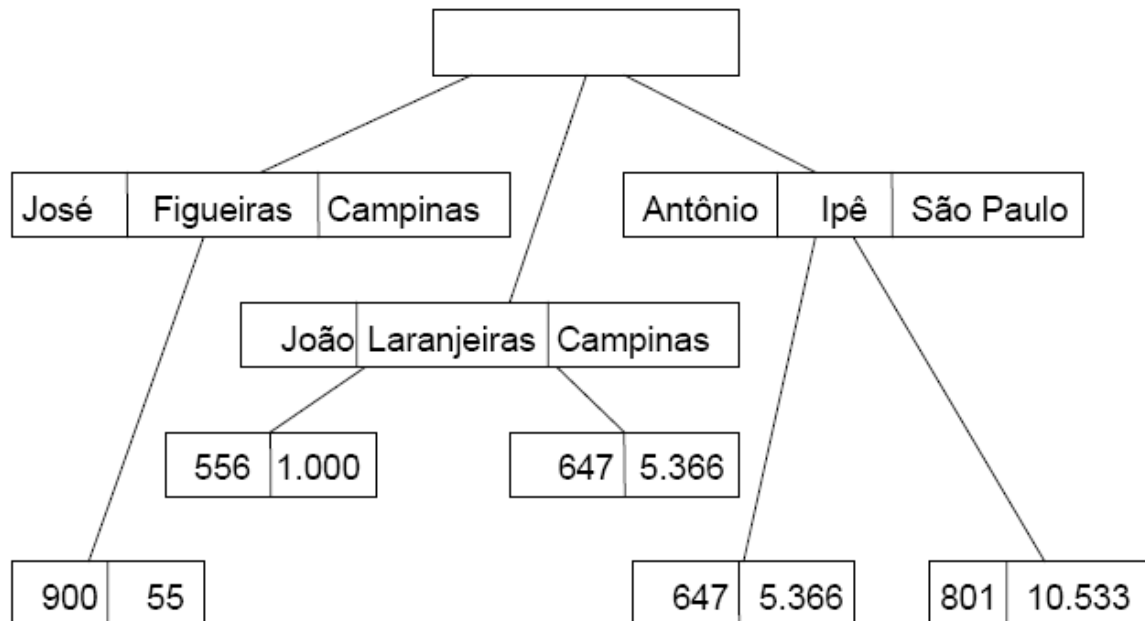 José Figueiras Campinas
Antônio Ipê São Paulo
João Laranjeiras Campinas
556 1.000
647 5.366
900 55
647 5.366
801 10.533